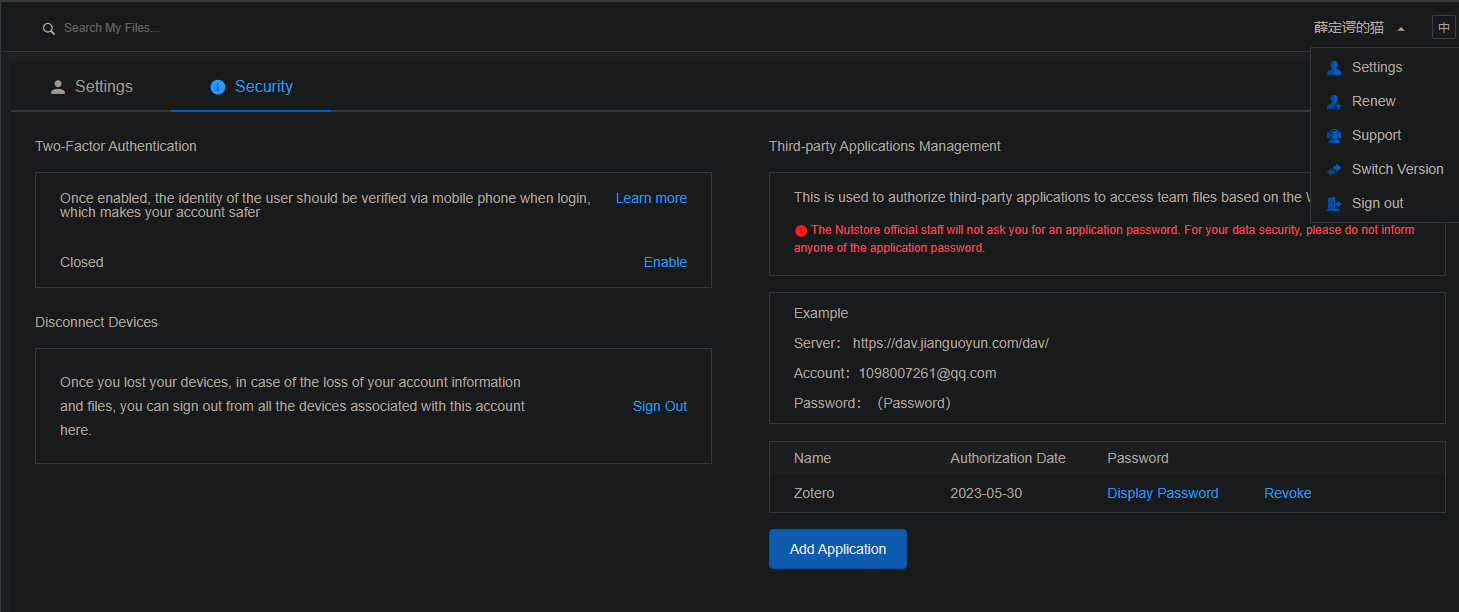 Search My Files...
薛定谔的猫
中
Settings
Security
Settings
Renew
Support
Switch Version
Sign out
Two-Factor Authentication
Once enabled, the identity of the user should be verified via mobile phone when login,
which makes your account safer
Learn more
Closed
Enable
Disconnect Devices
Once you lost your devices, in case of the loss of your account information
and files, you can sign out from all the devices associated with this account
here.
Sign Out
Third-party Applications Management
This is used to authorize third-party applications to access team files based on the
The Nutstore official staff will not ask you for an application password. For your data security, please do not inform
anyone of the application password.
Example
Server: https://dav.jianguoyun.com/dav/
Account: 1098007261@qq.com
Password: (Password)
Name Authorization Date Password
Zotero 2023-05-30 Display Password Revoke
Add Application